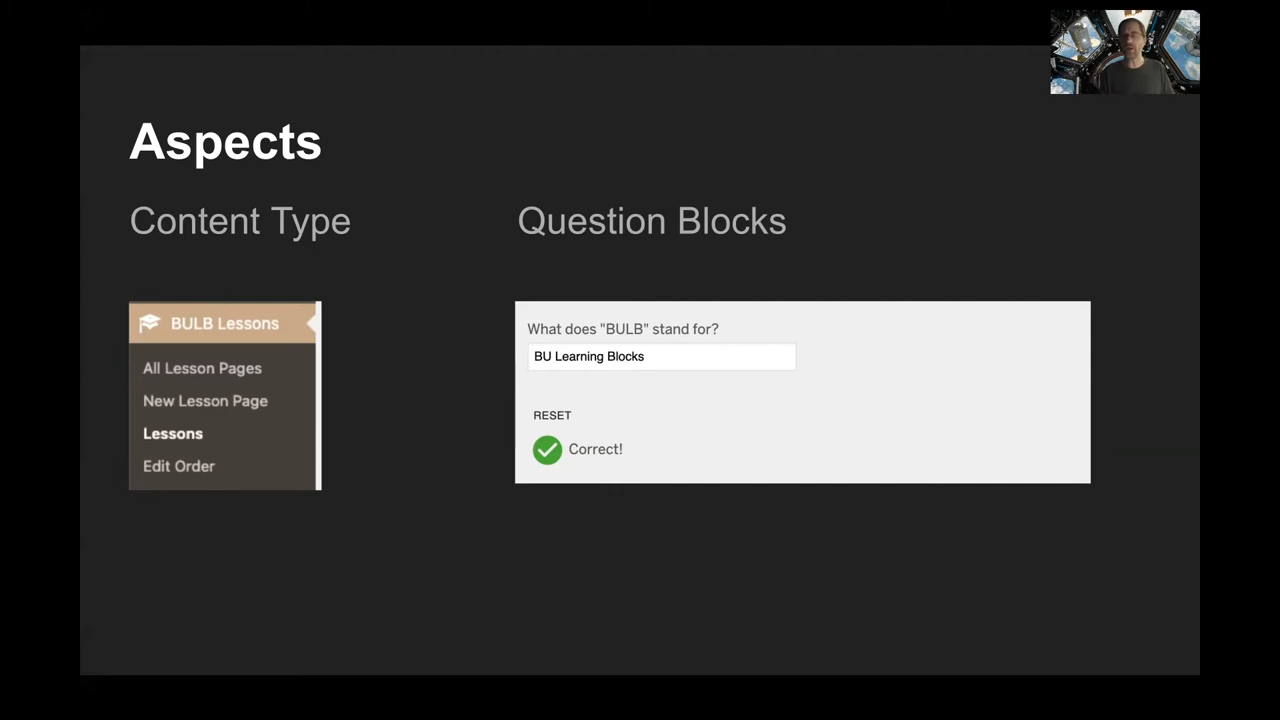 Aspects
Content Type
Question Blocks
BULB Lessons
All Lesson Pages
New Lesson Page
Lessons
Edit Order
What does "BULB" stand for?
BU Learning Blocks
RESET
Correct!